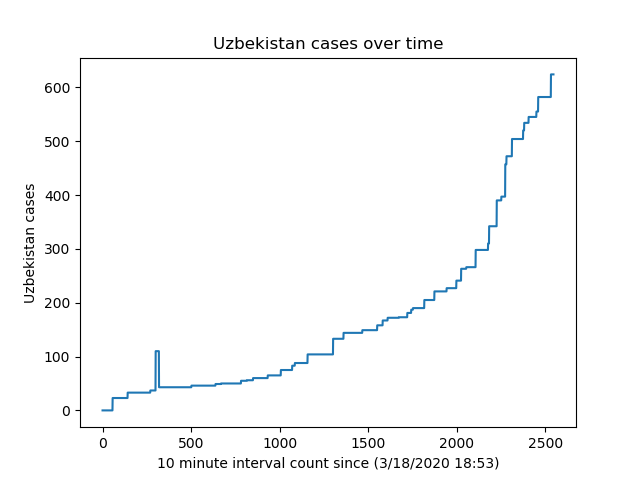 Uzbekistan cases over time
Uzbekistan cases
600
500
400
300
200
100
0
0 500 1000 1500 2000 2500
10 minute interval count since (3/18/2020 18:53)